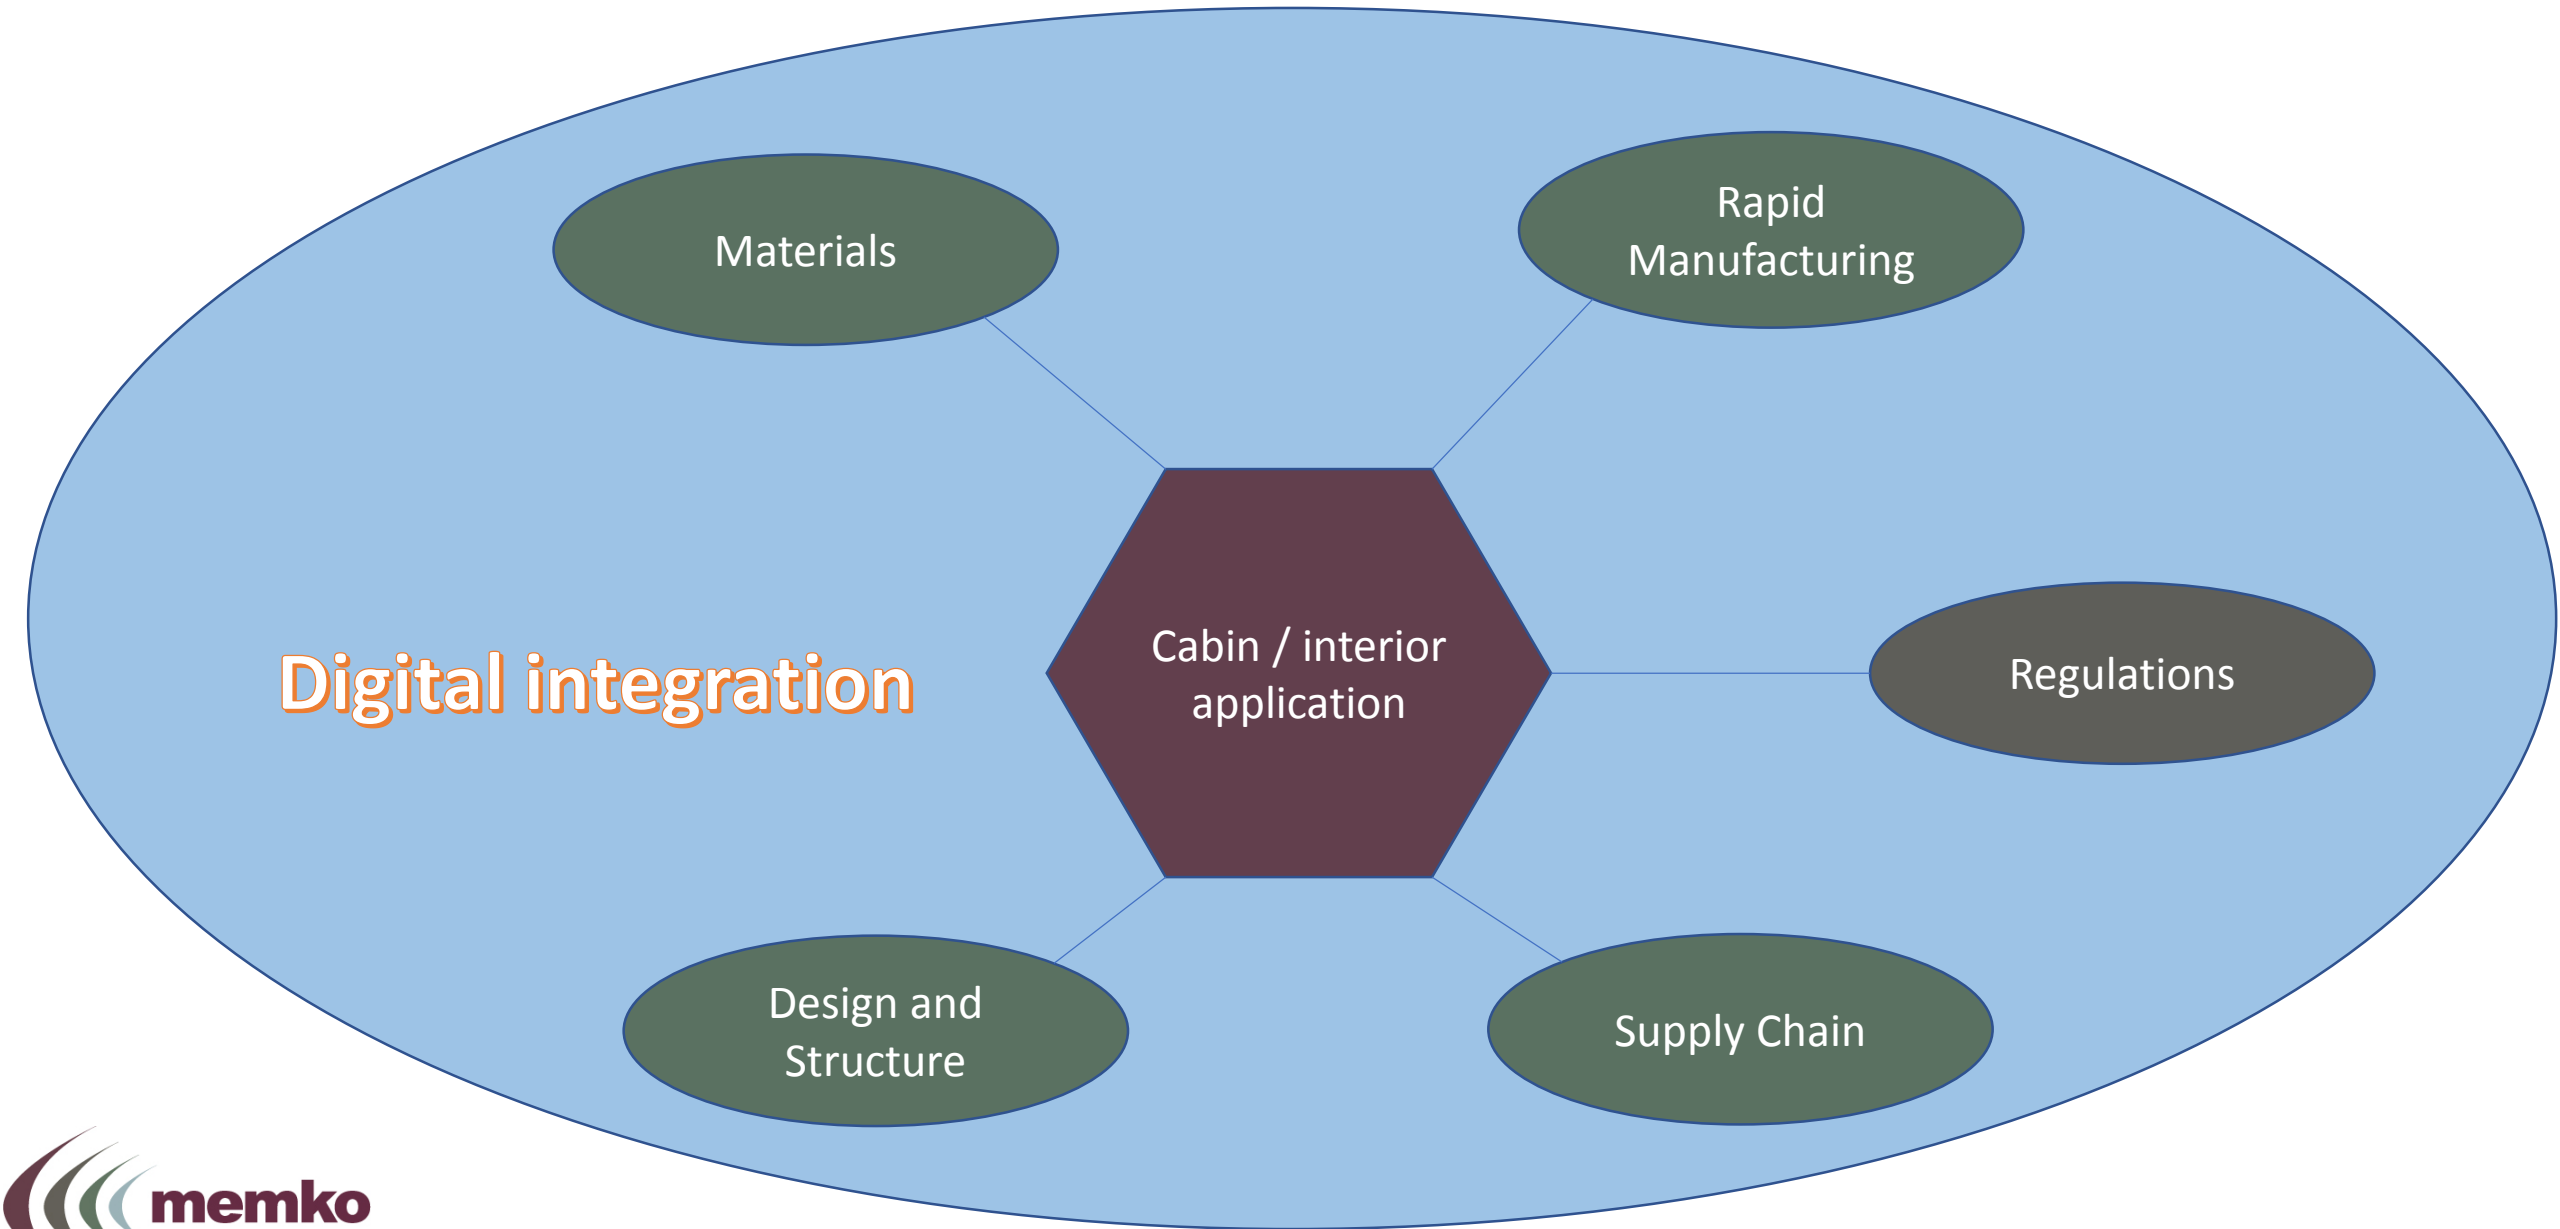 Materials
Rapid
Manufacturing
Digital integration
Cabin / interior
application
Regulations
Design and
Structure
Supply Chain
memko